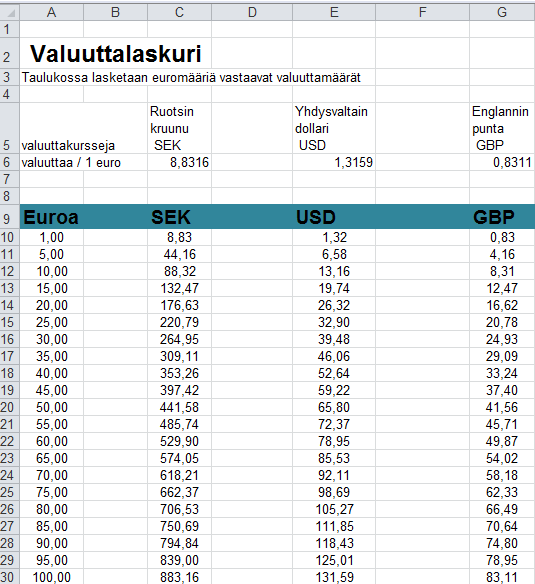 A B C D E F G
1
2 Valuuttalaskuri
3 Taulukossa lasketaan euromääriä vastaavat valuuttamäärät
4
Ruotsin Yhdysvaltain Englannin
kruunu dollari punta
5 valuuttakursseja SEK USD GBP
6 valuuttaa / 1 euro 8,8316 1,3159 0,8311
7
8
9 Euroa SEK USD GBP
10 1,00 8,83 1,32 0,83
11 5,00 44,16 6,58 4,16
12 10,00 88,32 13,16 8,31
13 15,00 132,47 19,74 12,47
14 20,00 176,63 26,32 16,62
15 25,00 220,79 32,90 20,78
16 30,00 264,95 39,48 24,93
17 35,00 309,11 46,06 29,09
18 40,00 353,26 52,64 33,24
19 45,00 397,42 59,22 37,40
20 50,00 441,58 65,80 41,56
21 55,00 485,74 72,37 45,71
22 60,00 529,90 78,95 49,87
23 65,00 574,05 85,53 54,02
24 70,00 618,21 92,11 58,18
25 75,00 662,37 98,69 62,33
26 80,00 706,53 105,27 66,49
27 85,00 750,69 111,85 70,64
28 90,00 794,84 118,43 74,80
29 95,00 839,00 125,01 78,95
30 100,00 883,16 131,59 83,11